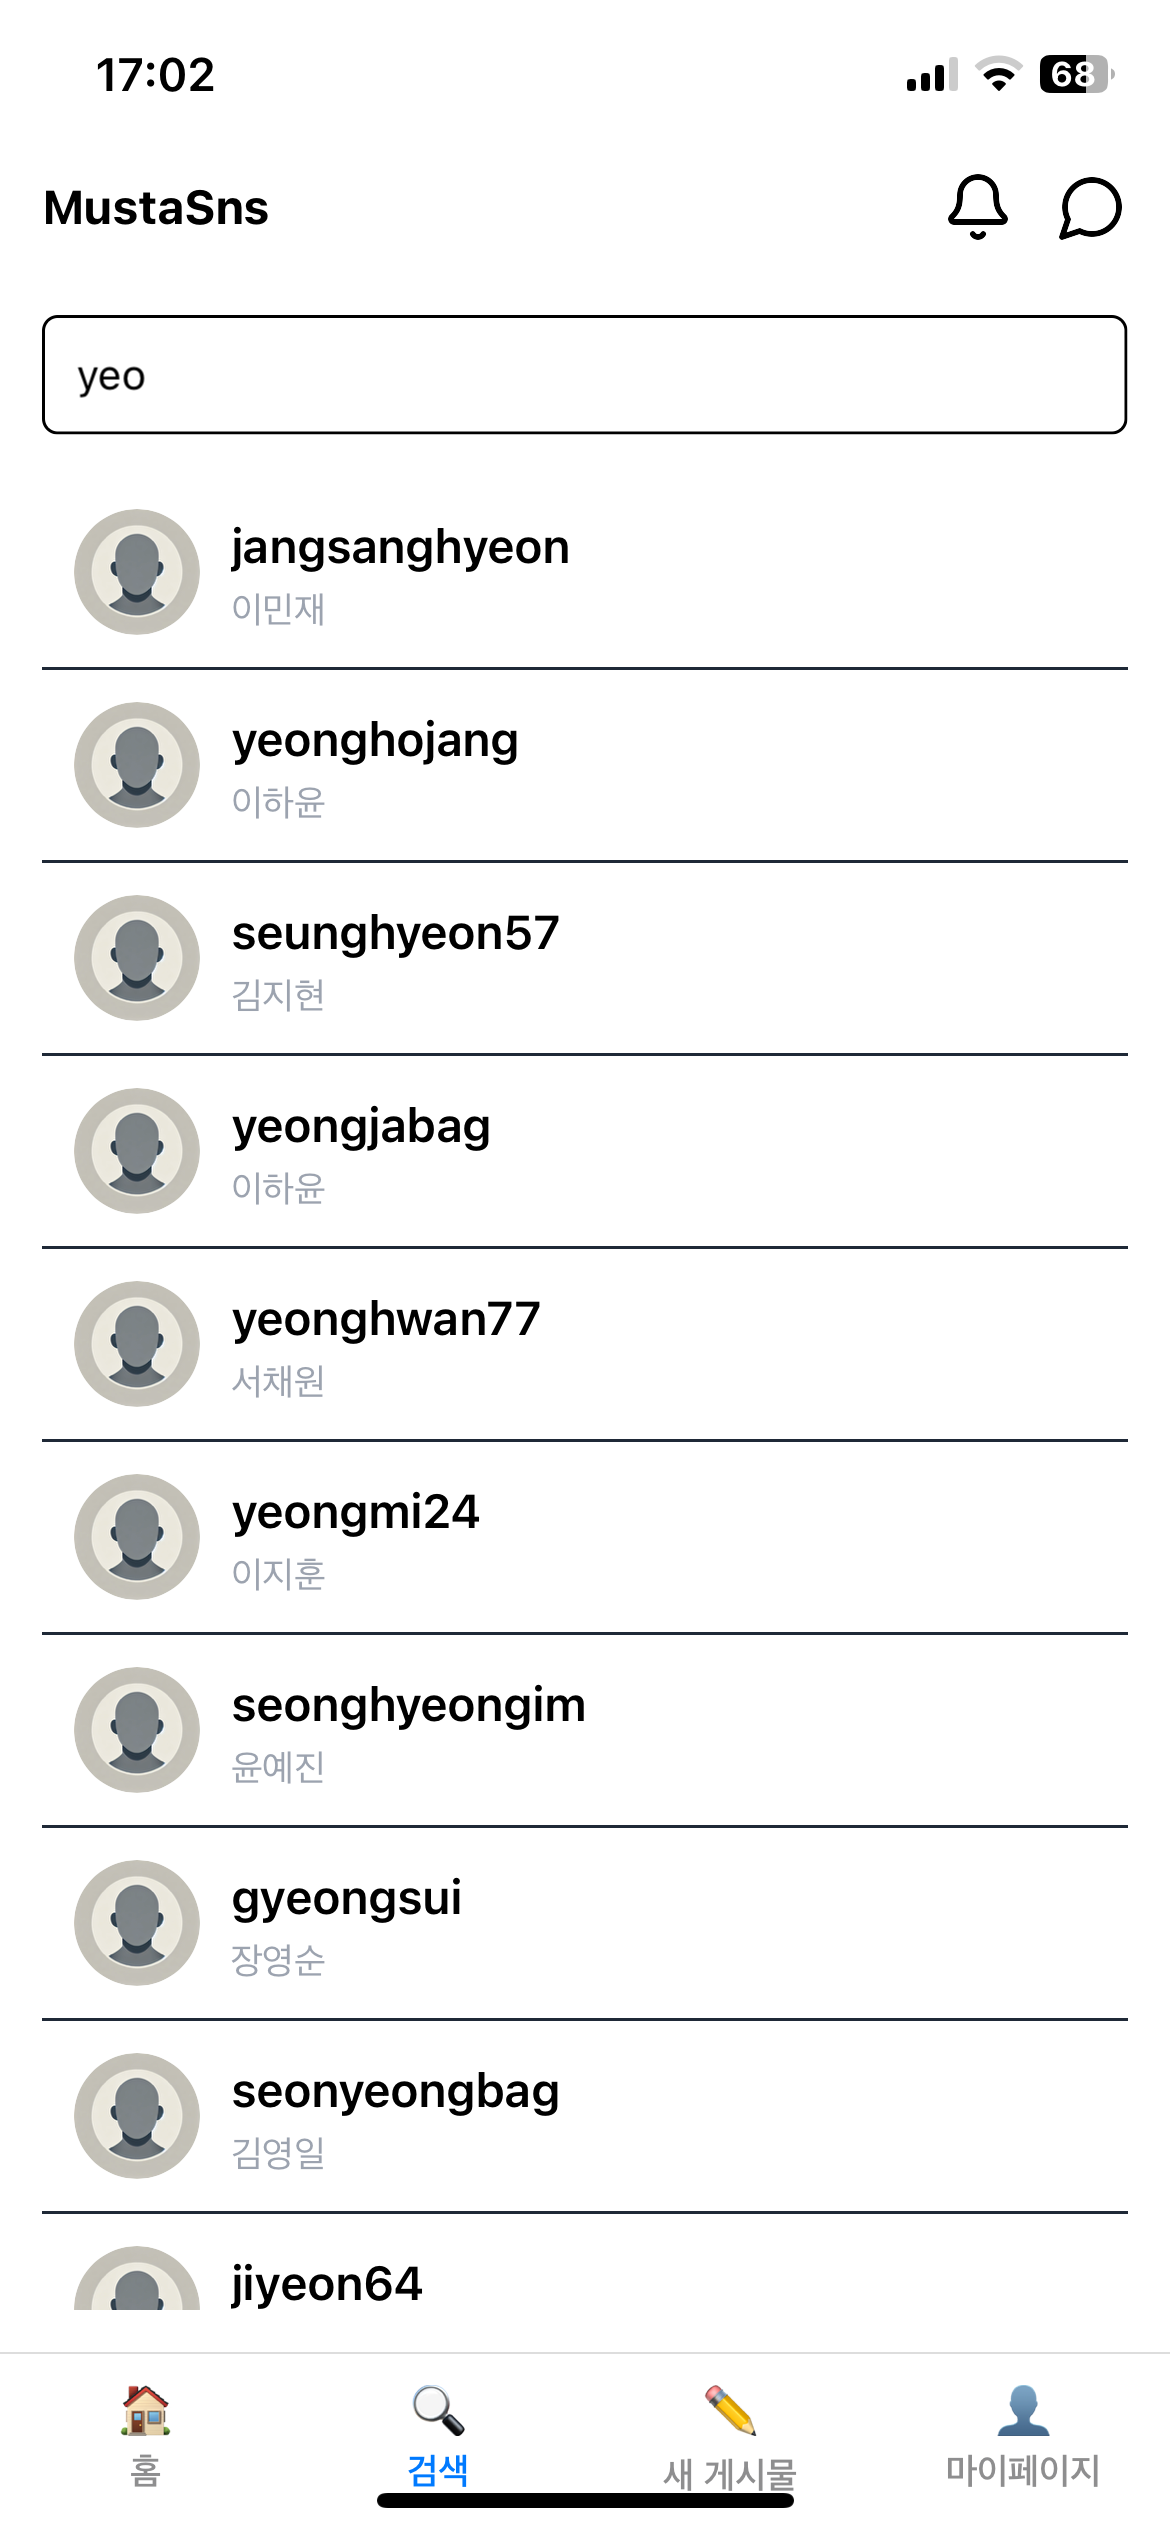 17:02
68
MustaSns
yeo
jangsanghyeon
이민재
yeonghojang
이하윤
seunghyeon57
김지현
yeongjabag
이하윤
yeonghwan77
서채원
yeongmi24
이지훈
seonghyeongim
윤예진
gyeongsui
장영순
seonyeongbag
김영일
jiyeon64
홈
검색
새 게시물
마이페이지